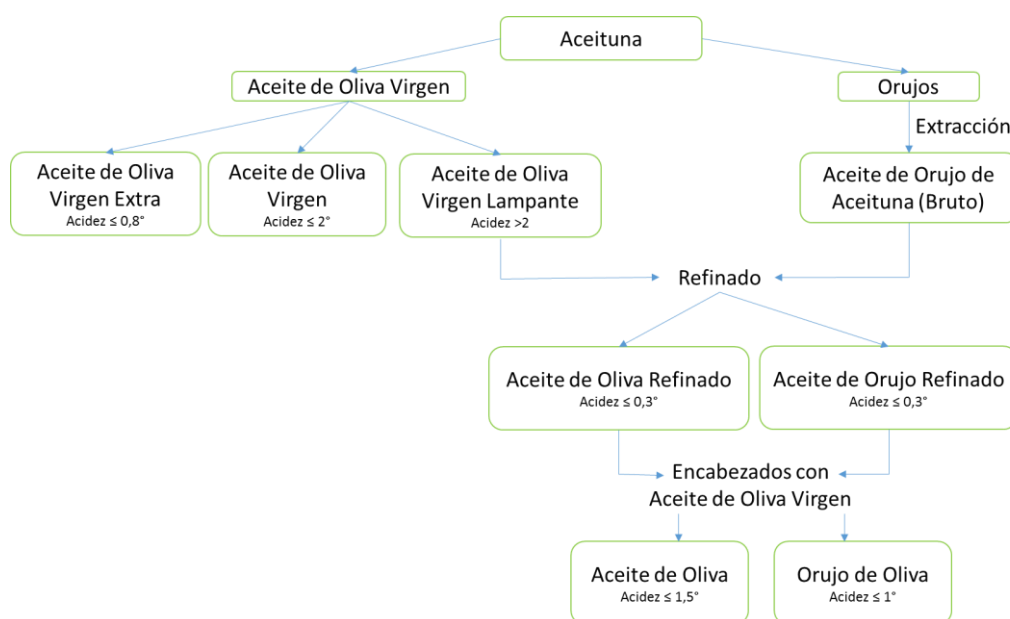 Aceituna
Aceite de Oliva Virgen
Orujos
Extracción
Aceite de Oliva
Virgen Extra
Acidez ≤ 0,8°
Aceite de Oliva
Virgen
Acidez ≤ 2°
Aceite de Oliva
Virgen Lampante
Acidez >2
Aceite de Orujo de
Aceituna (Bruto)
Refinado
Aceite de Oliva Refinado
Acidez ≤ 0,3°
Aceite de Orujo Refinado
Acidez ≤ 0,3°
Encabezados con
Aceite de Oliva Virgen
Aceite de Oliva
Acidez ≤ 1,5°
Orujo de Oliva
Acidez ≤ 1°